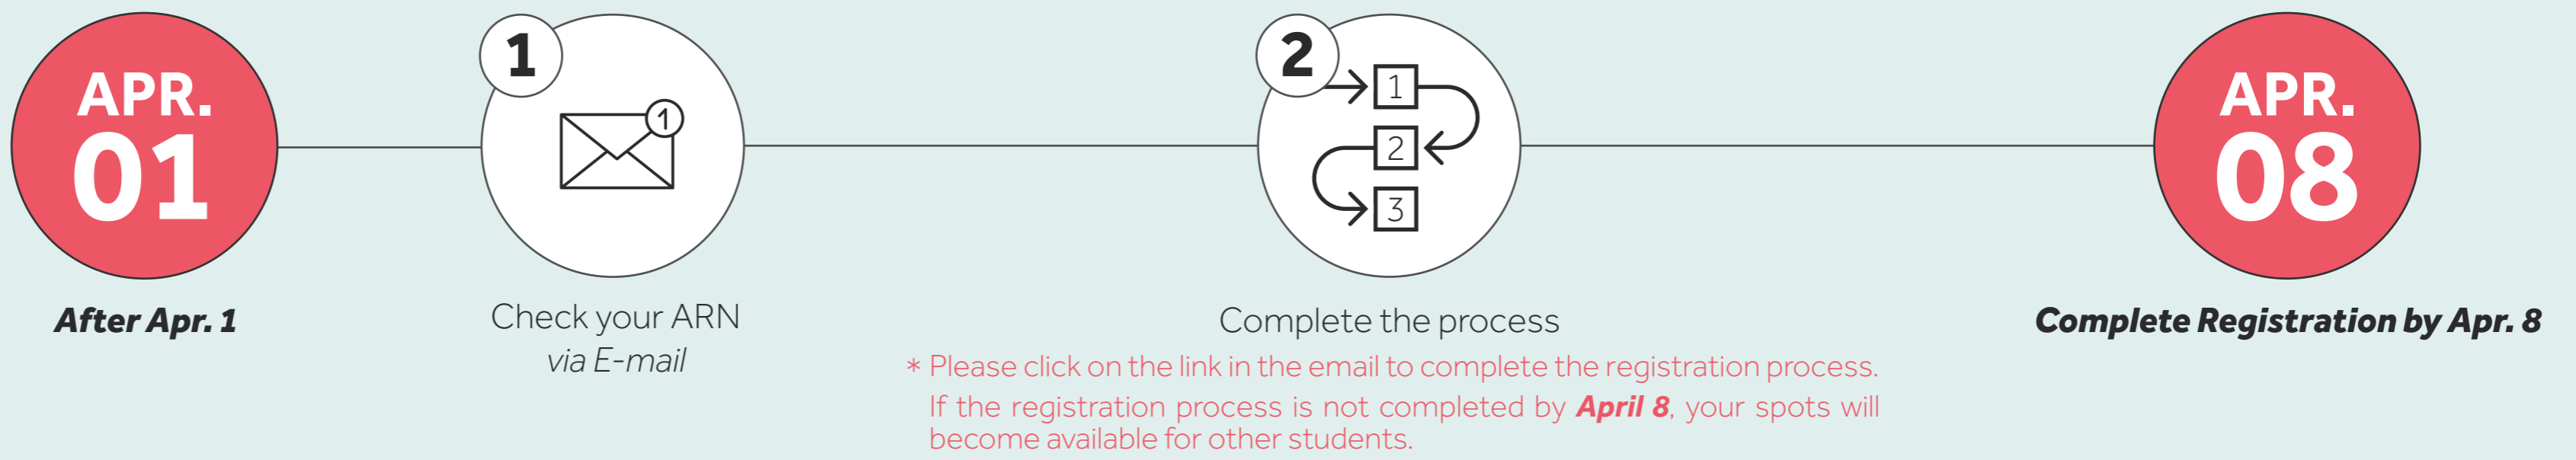 APR.
01
After Apr. 1
1
1
Check your ARN
via E-mail
2
1
2
3
Complete the process
* Please click on the link in the email to complete the registration process.
If the registration process is not completed by April 8, your spots will
become available for other students.
APR.
08
Complete Registration by Apr. 8